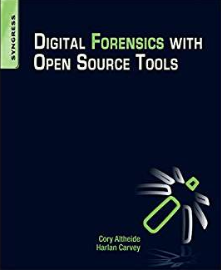 SYNGRESS
DIGITAL FORENSICS WITH
OPEN SOURCE TOOLS
Cory Altheide
Harlan Carvey